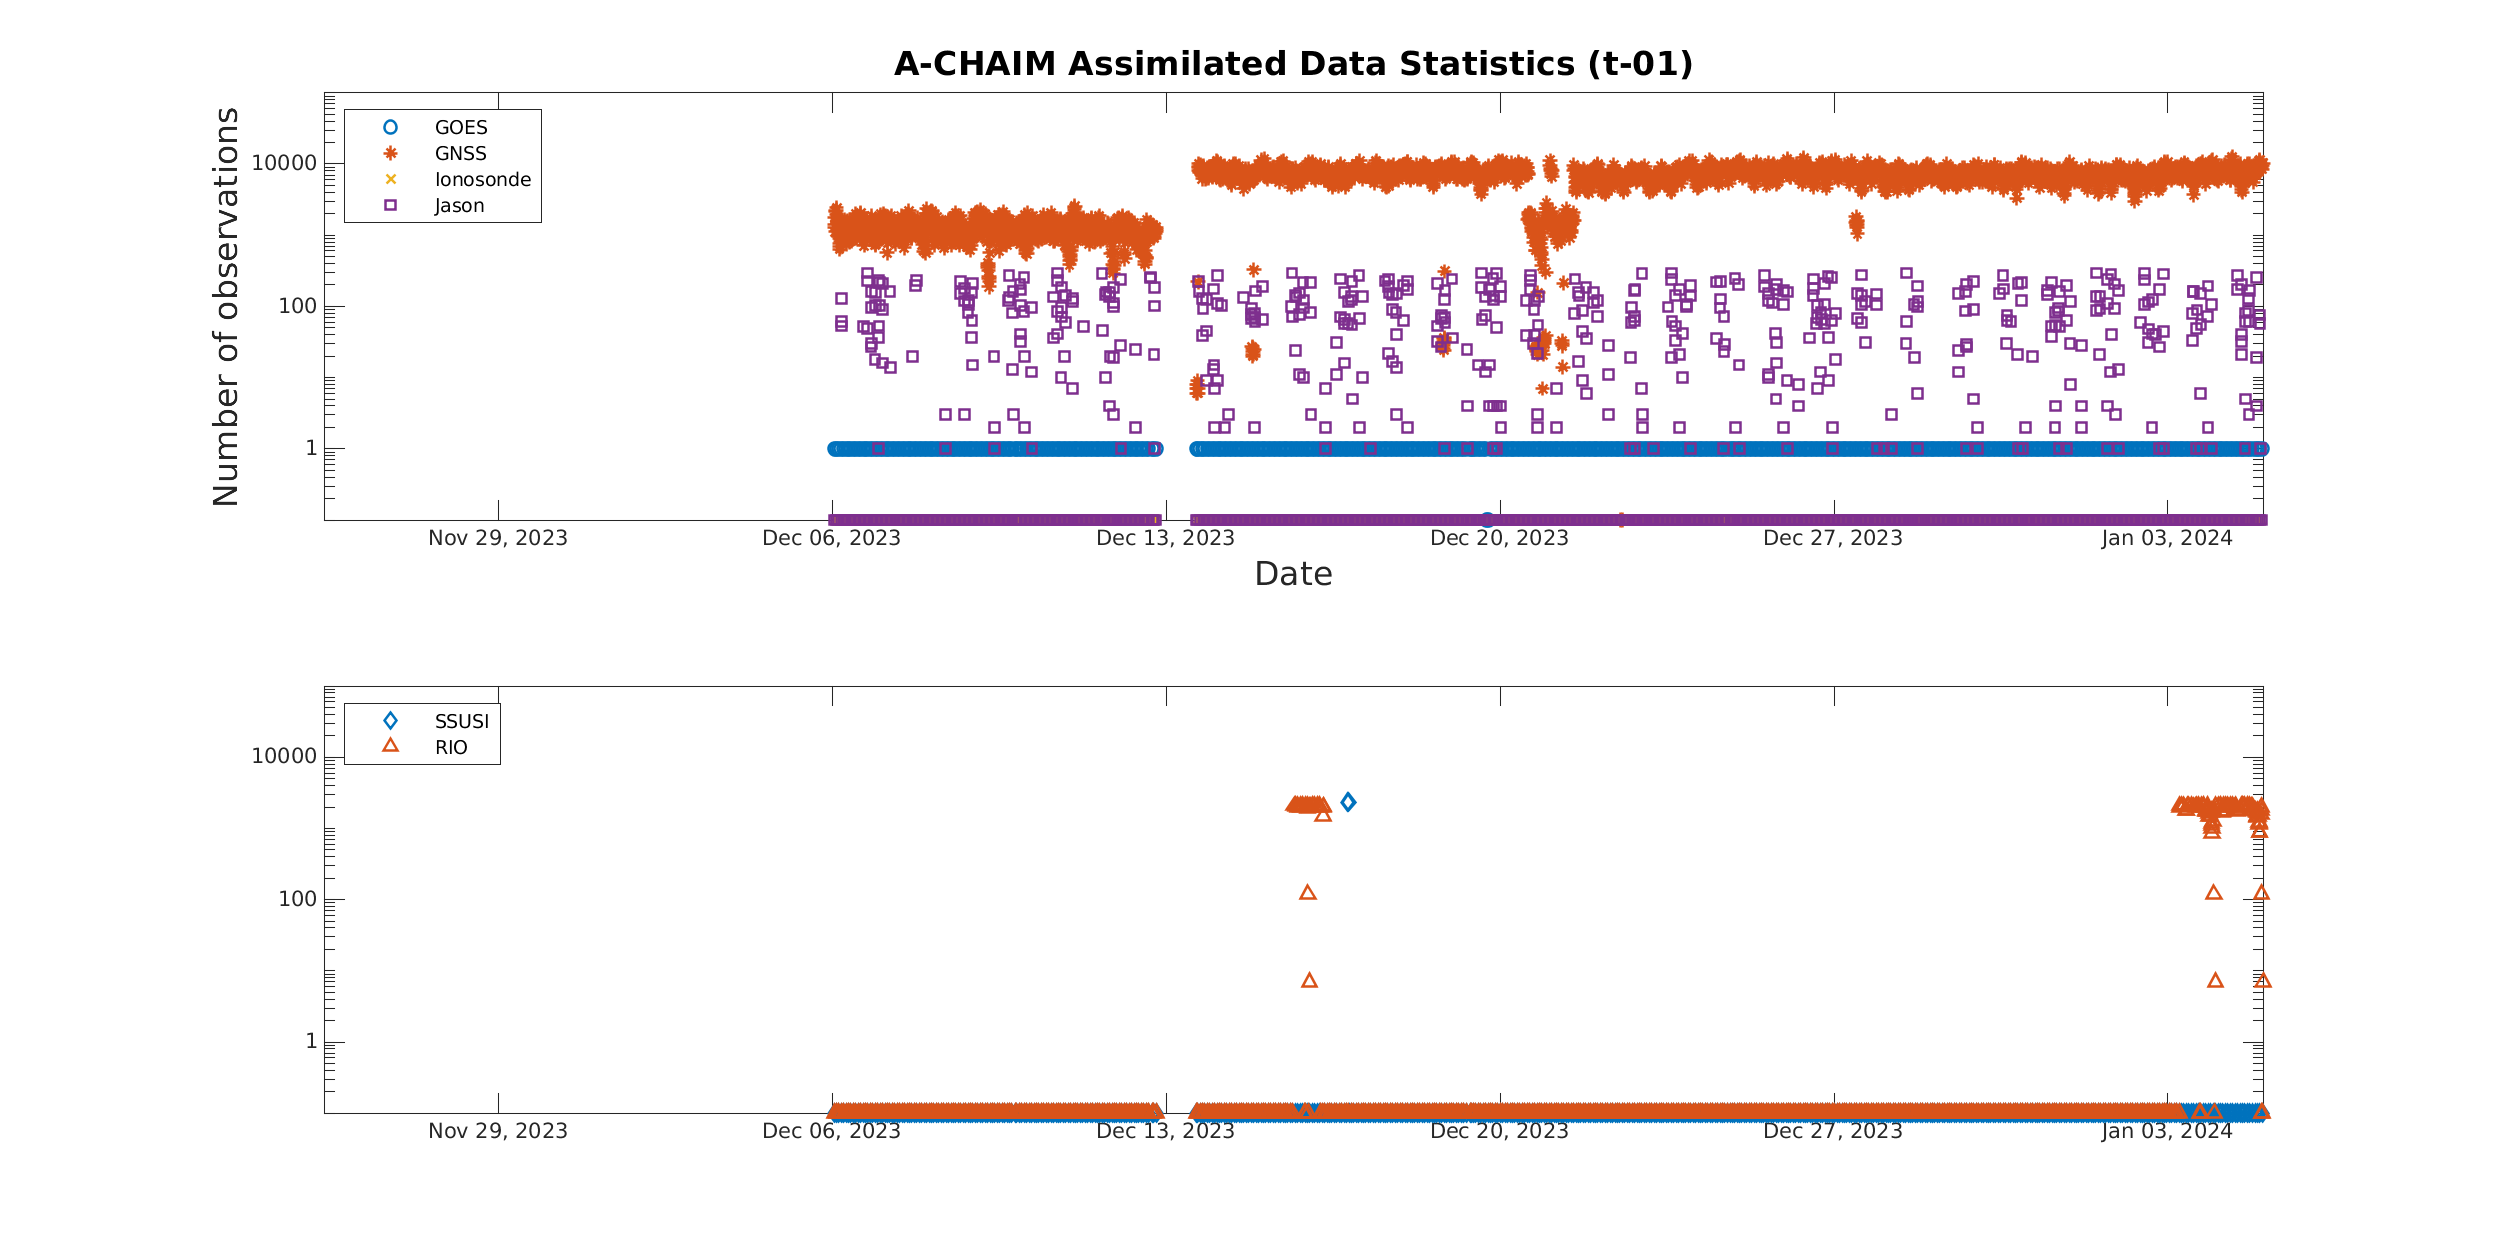 A-CHAIM Assimilated Data Statistics (t-01)
Number of observations
10000
100
1
GOES
GNSS
Ionosonde
Jason
Nov 29, 2023
Dec 06, 2023
Dec 13, 2023
Dec 20, 2023
Dec 27, 2023
Jan 03, 2024
Date
10000
100
1
SSUSI
RIO
Nov 29, 2023
Dec 06, 2023
Dec 13, 2023
Dec 20, 2023
Dec 27, 2023
Jan 03, 2024